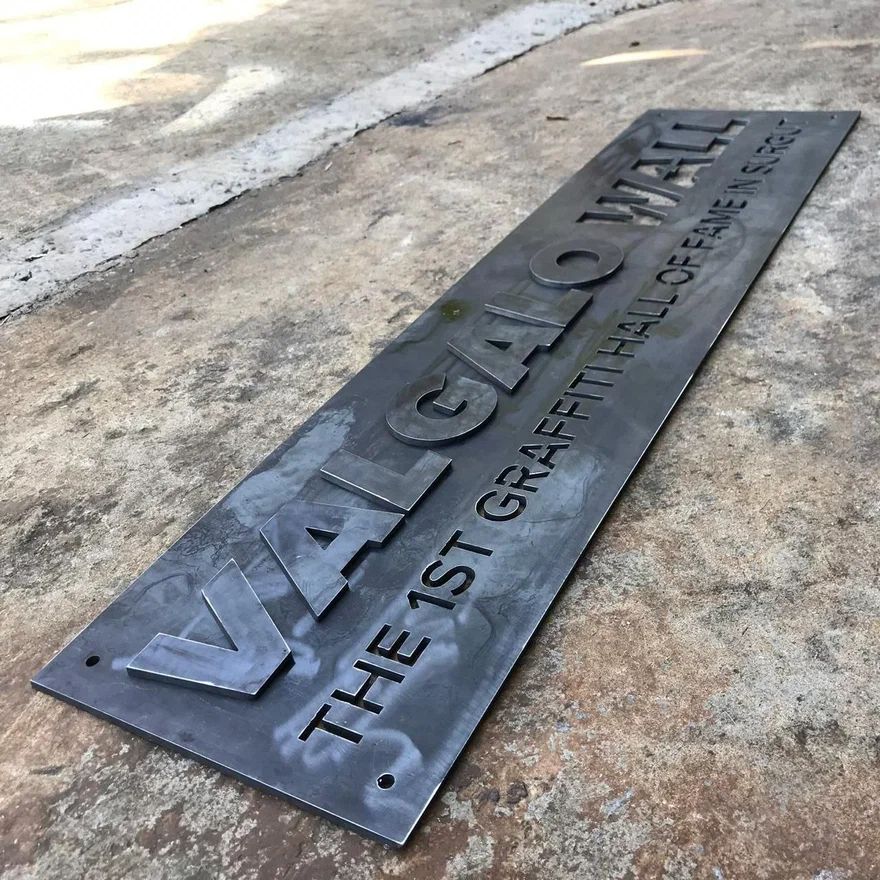 VALGALO WALL
THE 1ST GRAFFITI HALL OF FAME IN SURGUT